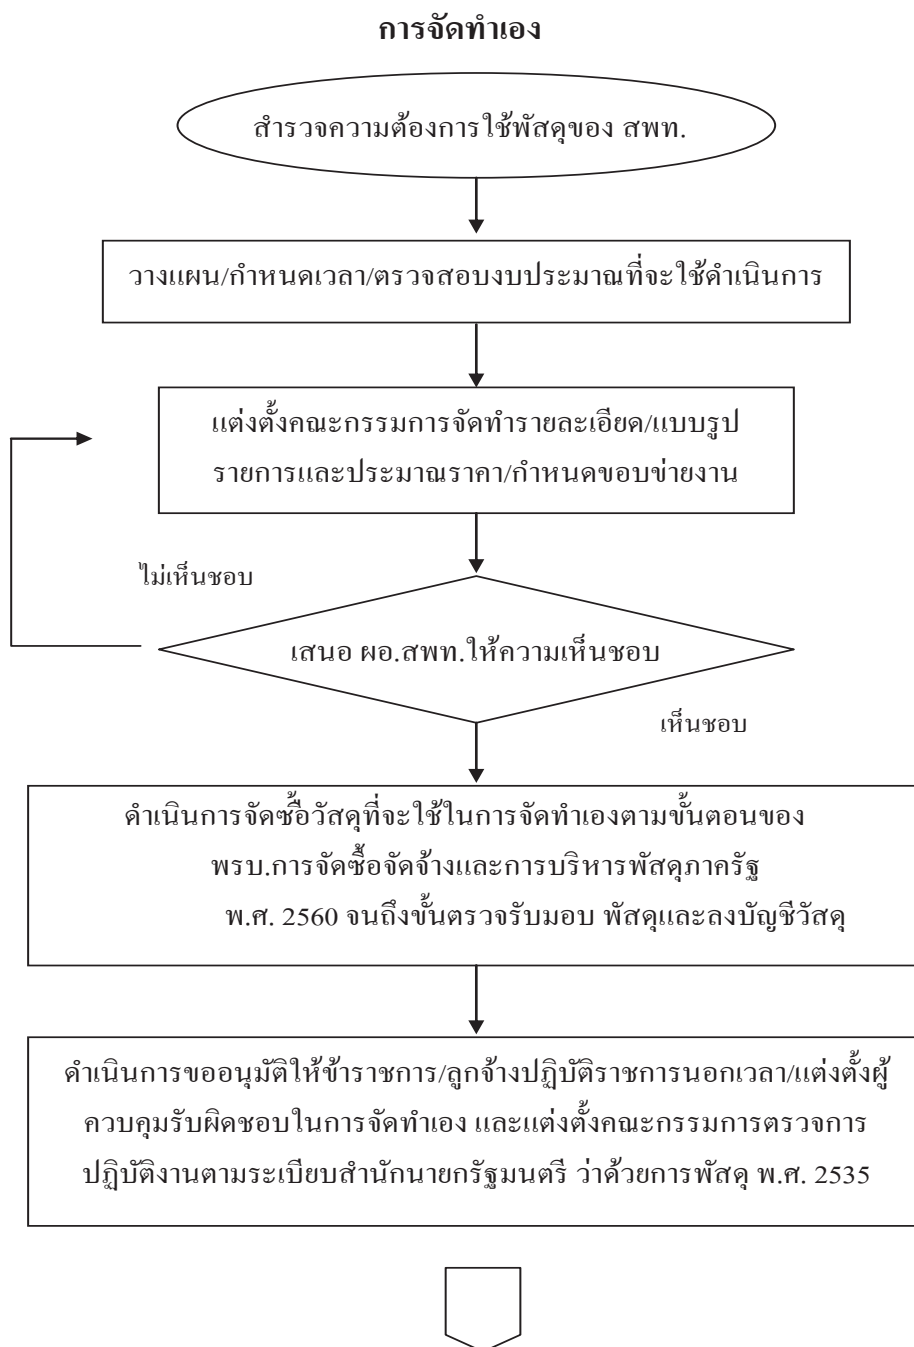 การจัดทำเอง
สำรวจความต้องการใช้พัสดุของ สพท.
วางแผน/กำหนดเวลา/ตรวจสอบงบประมาณที่จะใช้ดำเนินการ
แต่งตั้งคณะกรรมการจัดทำรายละเอียด/แบบรูป
รายการและประมาณราคา/กำหนดขอบข่ายงาน
ไม่เห็นชอบ
เสนอ ผอ.สพท.ให้ความเห็นชอบ
เห็นชอบ
ดำเนินการจัดซื้อวัสดุที่จะใช้ในการจัดทำเองตามขั้นตอนของ
พรบ.การจัดซื้อจัดจ้างและการบริหารพัสดุภาครัฐ
พ.ศ. 2560 จนถึงขั้นตรวจรับมอบ พัสดุและลงบัญชีวัสดุ
ดำเนินการขออนุมัติให้ข้าราชการ/ลูกจ้างปฏิบัติราชการนอกเวลา/แต่งตั้งผู้
ควบคุมรับผิดชอบในการจัดทำเอง และแต่งตั้งคณะกรรมการตรวจการ
ปฏิบัติงานตามระเบียบสำนักนายกรัฐมนตรี ว่าด้วยการพัสดุ พ.ศ. 2535